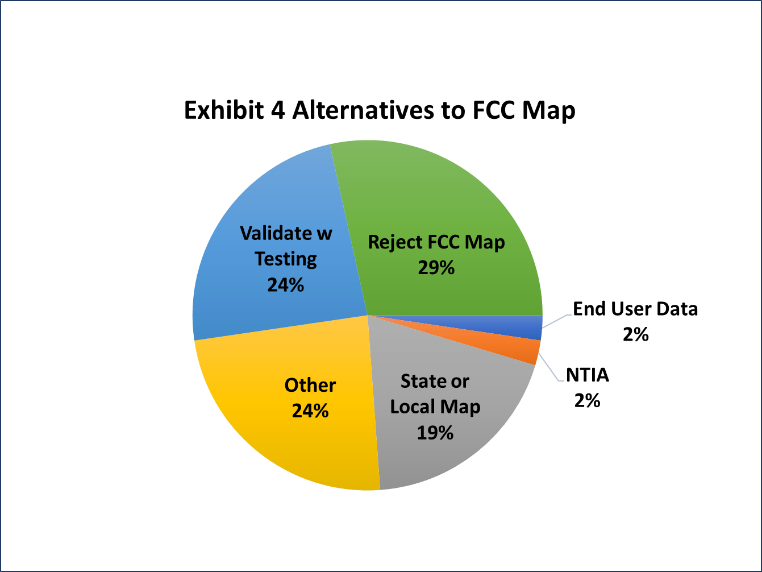 Exhibit 4 Alternatives to FCC Map
Validate w
Testing
24%
Reject FCC Map
29%
End User Data
2%
NTIA
2%
State or
Local Map
19%
Other
24%